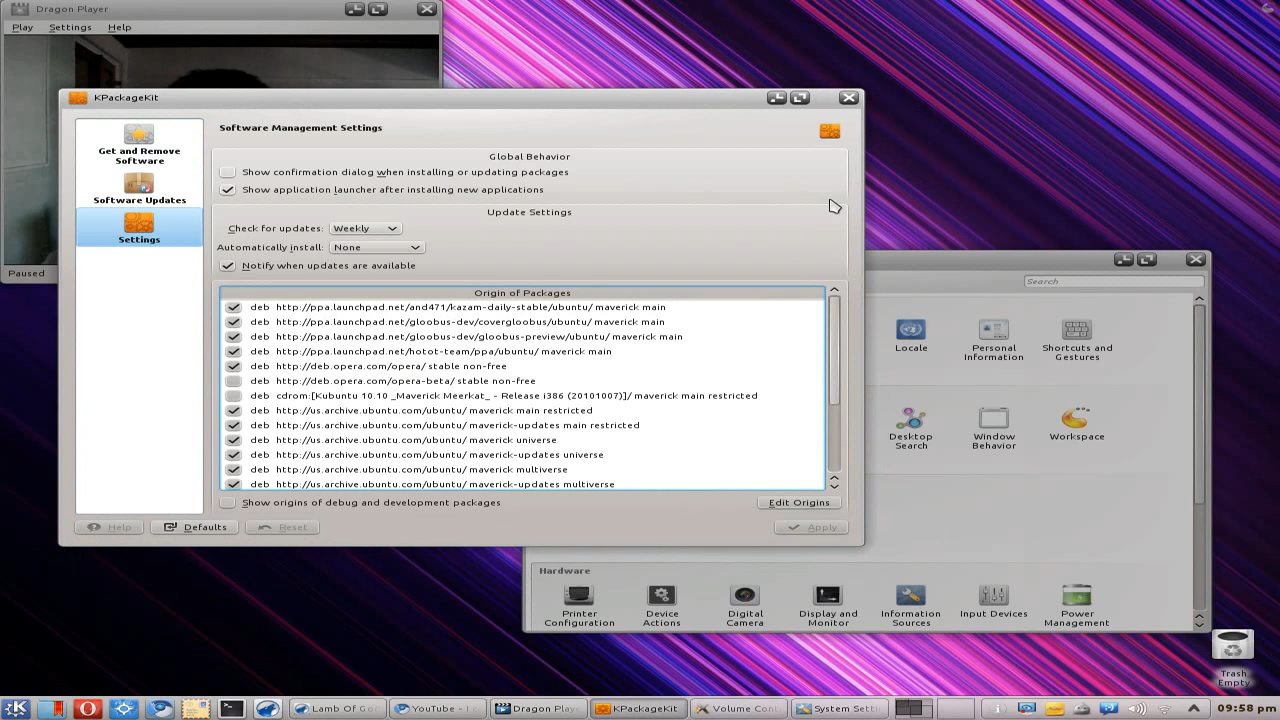 Dragon Player
Play Settings Help
Paused
KPackageKit
Get and Remove
Software
Software Updates
Settings
Software Management Settings
Global Behavior
Show confirmation dialog when installing or updating packages
Show application launcher after installing new applications
Update Settings
Check for updates: Weekly
Automatically install: None
Notify when updates are available
Origin of Packages
deb http://ppa.launchpad.net/and471/kazam-daily-stable/ubuntu/ maverick main
deb http://ppa.launchpad.net/gloobus-dev/covergloobus/ubuntu/ maverick main
deb http://ppa.launchpad.net/gloobus-dev/gloobus-preview/ubuntu/ maverick main
deb http://ppa.launchpad.net/hotot-team/ppa/ubuntu/ maverick main
deb http://deb.opera.com/opera/ stable non-free
deb http://deb.opera.com/opera-beta/ stable non-free
deb cdrom:[Kubuntu 10.10 _Maverick Meerkat_ - Release i386 (20101007)]/ maverick main restricted
deb http://us.archive.ubuntu.com/ubuntu/ maverick main restricted
deb http://us.archive.ubuntu.com/ubuntu/ maverick-updates main restricted
deb http://us.archive.ubuntu.com/ubuntu/ maverick universe
deb http://us.archive.ubuntu.com/ubuntu/ maverick-updates universe
deb http://us.archive.ubuntu.com/ubuntu/ maverick multiverse
deb http://us.archive.ubuntu.com/ubuntu/ maverick-updates multiverse
Show origins of debug and development packages
Edit Origins
Help Defaults Reset Apply
Search
Locale
Personal
Information
Shortcuts and
Gestures
Desktop
Search
Window
Behavior
Workspace
Hardware
Printer
Configuration
Device
Actions
Digital
Camera
Display and
Monitor
Information
Sources
Input Devices
Power
Management
Trash
Empty
Lamb Of Go
YouTube -
Dragon Playe
KPackageKit
Volume Cont
System Setti
09:58 pm